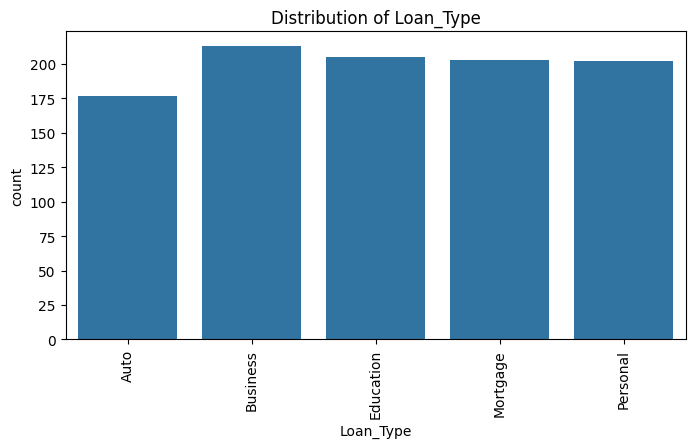 Distribution of Loan_Type
count
200
175
150
125
100
75
50
25
0
Auto
Business
Education
Mortgage
Personal
Loan_Type